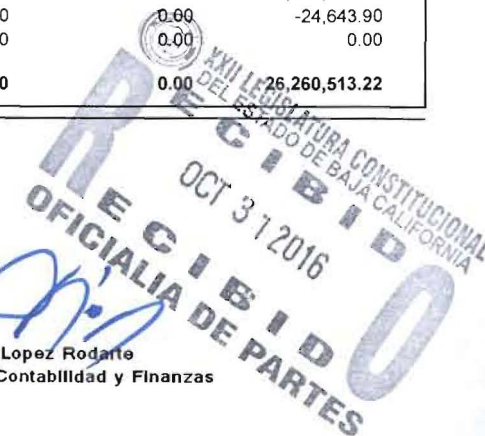 0 0.00 -24,643.90
0 0.00 0.00
0 0.00 26,260,513.22
XXII LEGISLATURA CONSTITUCIONAL
DEL ESTADO DE BAJA CALIFORNIA
RECIBIDO
OCT 31 2016
RECIBIDO
OFICIALIA DE PARTES
Lopez Rodarte
Contabilidad y Finanzas